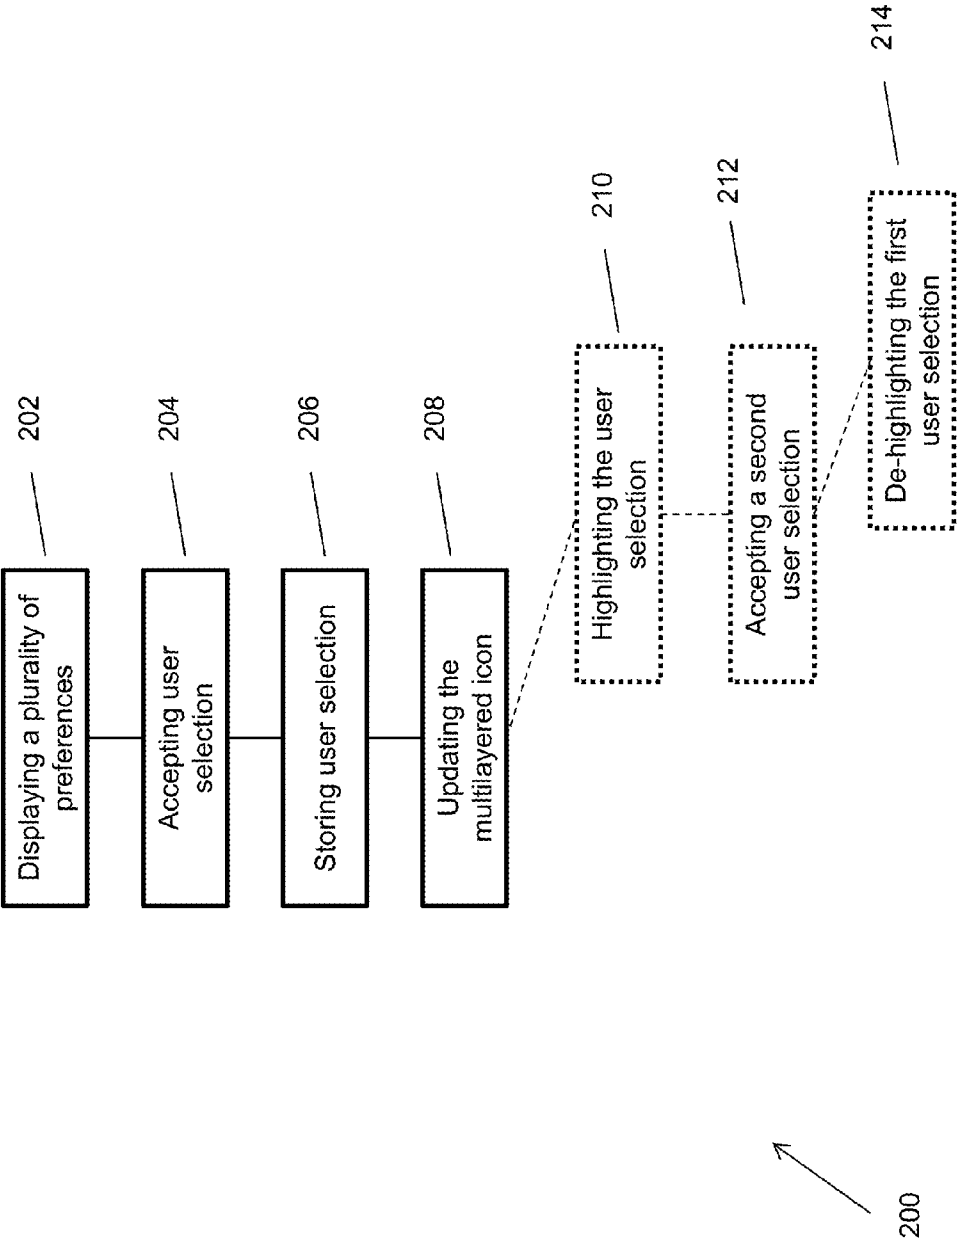 Displaying a plurality of
preferences
202
Accepting user
selection
204
Storing user selection
206
Updating the
multilayered icon
208
Highlighting the user
selection
210
Accepting a second
user selection
212
De-highlighting the first
user selection
214
200